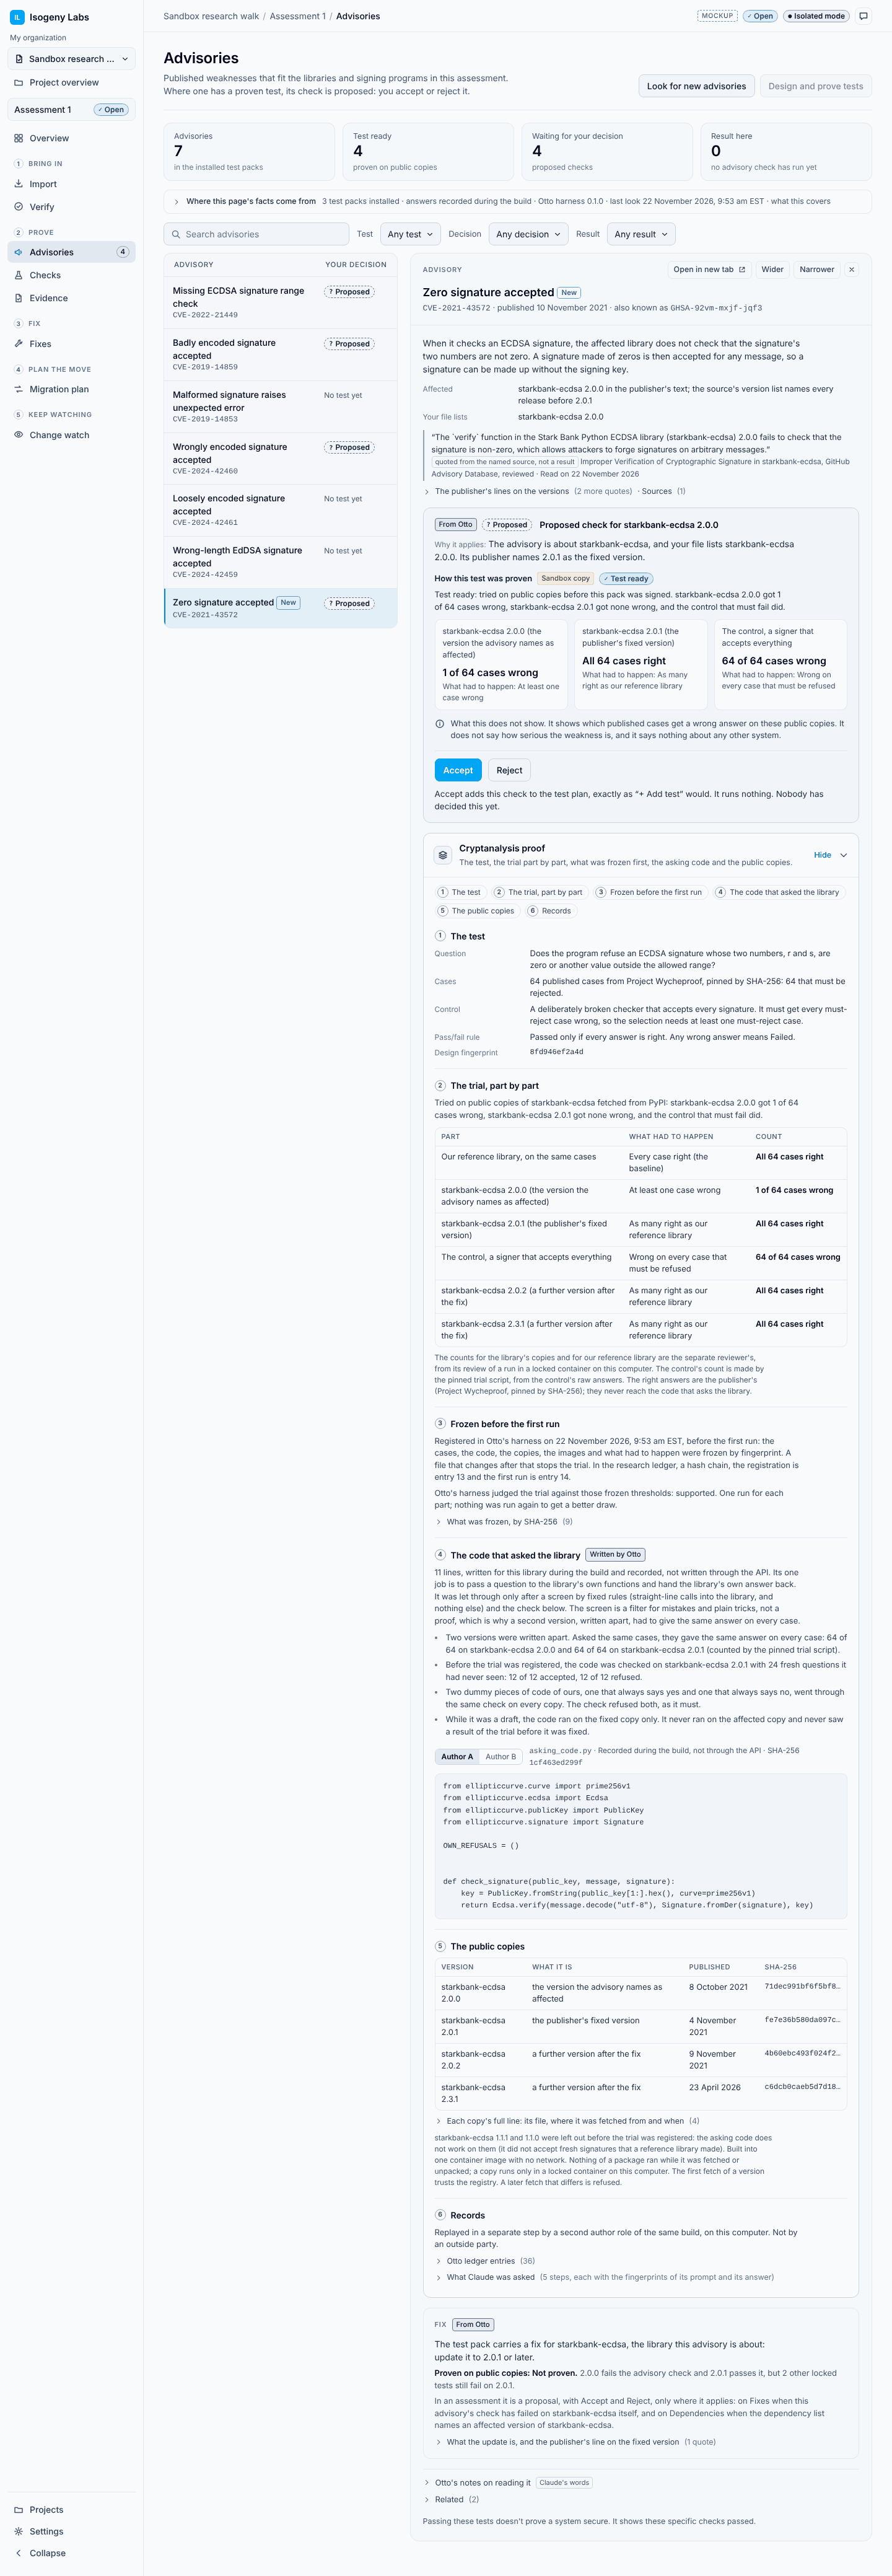 IL Isogeny Labs
My organization
Sandbox research ...
Project overview
Assessment 1 ✓ Open
Overview
1 BRING IN
Import
Verify
2 PROVE
Advisories 4
Checks
Evidence
3 FIX
Fixes
4 PLAN THE MOVE
Migration plan
5 KEEP WATCHING
Change watch
Projects
Settings
Collapse
Sandbox research walk / Assessment 1 / Advisories
MOCKUP ✓ Open ● Isolated mode
Advisories
Published weaknesses that fit the libraries and signing programs in this assessment.
Where one has a proven test, its check is proposed: you accept or reject it.
Look for new advisories Design and prove tests
Advisories
7
in the installed test packs
Test ready
4
proven on public copies
Waiting for your decision
4
proposed checks
Result here
0
no advisory check has run yet
Where this page's facts come from 3 test packs installed · answers recorded during the build · Otto harness 0.1.0 · last look 22 November 2026, 9:53 am EST · what this covers
Search advisories Test Any test Decision Any decision Result Any result
ADVISORY YOUR DECISION
Missing ECDSA signature range ? Proposed
check
CVE-2022-21449
Badly encoded signature ? Proposed
accepted
CVE-2019-14859
Malformed signature raises No test yet
unexpected error
CVE-2019-14853
Wrongly encoded signature ? Proposed
accepted
CVE-2024-42460
Loosely encoded signature No test yet
accepted
CVE-2024-42461
Wrong-length EdDSA signature No test yet
accepted
CVE-2024-42459
Zero signature accepted New ? Proposed
CVE-2021-43572
ADVISORY Open in new tab Wider Narrower
Zero signature accepted New
CVE-2021-43572 · published 10 November 2021 · also known as GHSA-92vm-mxjf-jqf3
When it checks an ECDSA signature, the affected library does not check that the signature's
two numbers are not zero. A signature made of zeros is then accepted for any message, so a
signature can be made up without the signing key.
Affected starkbank-ecdsa 2.0.0 in the publisher's text; the source's version list names every
release before 2.0.1
Your file lists starkbank-ecdsa 2.0.0
"The `verify` function in the Stark Bank Python ECDSA library (starkbank-ecdsa) 2.0.0 fails to check that the
signature is non-zero, which allows attackers to forge signatures on arbitrary messages."
quoted from the named source, not a result Improper Verification of Cryptographic Signature in starkbank-ecdsa, GitHub
Advisory Database, reviewed · Read on 22 November 2026
The publisher's lines on the versions (2 more quotes) · Sources (1)
From Otto ? Proposed Proposed check for starkbank-ecdsa 2.0.0
Why it applies: The advisory is about starkbank-ecdsa, and your file lists starkbank-ecdsa
2.0.0. Its publisher names 2.0.1 as the fixed version.
How this test was proven Sandbox copy ✓ Test ready
Test ready: tried on public copies before this pack was signed. starkbank-ecdsa 2.0.0 got 1
of 64 cases wrong, starkbank-ecdsa 2.0.1 got none wrong, and the control that must fail did.
starkbank-ecdsa 2.0.0 (the
version the advisory names as
affected)
1 of 64 cases wrong
What had to happen: At least one
case wrong
starkbank-ecdsa 2.0.1 (the
publisher's fixed version)
All 64 cases right
What had to happen: As many
right as our reference library
The control, a signer that
accepts everything
64 of 64 cases wrong
What had to happen: Wrong on
every case that must be refused
What this does not show. It shows which published cases get a wrong answer on these public copies. It
does not say how serious the weakness is, and it says nothing about any other system.
Accept Reject
Accept adds this check to the test plan, exactly as "+ Add test" would. It runs nothing. Nobody has
decided this yet.
Cryptanalysis proof
The test, the trial part by part, what was frozen first, the asking code and the public copies. Hide
1 The test 2 The trial, part by part 3 Frozen before the first run 4 The code that asked the library
5 The public copies 6 Records
1 The test
Question Does the program refuse an ECDSA signature whose two numbers, r and s, are
zero or another value outside the allowed range?
Cases 64 published cases from Project Wycheproof, pinned by SHA-256: 64 that must be
rejected.
Control A deliberately broken checker that accepts every signature. It must get every must-
reject case wrong, so the selection needs at least one must-reject case.
Pass/fail rule Passed only if every answer is right. Any wrong answer means Failed.
Design fingerprint 8fd946ef2a4d
2 The trial, part by part
Tried on public copies of starkbank-ecdsa fetched from PyPI: starkbank-ecdsa 2.0.0 got 1 of 64
cases wrong, starkbank-ecdsa 2.0.1 got none wrong, and the control that must fail did.
PART WHAT HAD TO HAPPEN COUNT
Our reference library, on the same cases Every case right (the All 64 cases right
baseline)
starkbank-ecdsa 2.0.0 (the version the At least one case wrong 1 of 64 cases wrong
advisory names as affected)
starkbank-ecdsa 2.0.1 (the publisher's fixed As many right as our All 64 cases right
version) reference library
The control, a signer that accepts everything Wrong on every case that 64 of 64 cases wrong
must be refused
starkbank-ecdsa 2.0.2 (a further version after As many right as our All 64 cases right
the fix) reference library
starkbank-ecdsa 2.3.1 (a further version after As many right as our All 64 cases right
the fix) reference library
The counts for the library's copies and for our reference library are the separate reviewer's,
from its review of a run in a locked container on this computer. The control's count is made by
the pinned trial script, from the control's raw answers. The right answers are the publisher's
(Project Wycheproof, pinned by SHA-256); they never reach the code that asks the library.
3 Frozen before the first run
Registered in Otto's harness on 22 November 2026, 9:53 am EST, before the first run: the
cases, the code, the copies, the images and what had to happen were frozen by fingerprint. A
file that changes after that stops the trial. In the research ledger, a hash chain, the registration is
entry 13 and the first run is entry 14.
Otto's harness judged the trial against those frozen thresholds: supported. One run for each
part; nothing was run again to get a better draw.
What was frozen, by SHA-256 (9)
4 The code that asked the library Written by Otto
11 lines, written for this library during the build and recorded, not written through the API. Its one
job is to pass a question to the library's own functions and hand the library's own answer back.
It was let through only after a screen by fixed rules (straight-line calls into the library, and
nothing else) and the check below. The screen is a filter for mistakes and plain tricks, not a
proof, which is why a second version, written apart, had to give the same answer on every case.
• Two versions were written apart. Asked the same cases, they gave the same answer on every case: 64 of
64 on starkbank-ecdsa 2.0.0 and 64 of 64 on starkbank-ecdsa 2.0.1 (counted by the pinned trial script).
• Before the trial was registered, the code was checked on starkbank-ecdsa 2.0.1 with 24 fresh questions it
had never seen: 12 of 12 accepted, 12 of 12 refused.
• Two dummy pieces of code of ours, one that always says yes and one that always says no, went through
the same check on every copy. The check refused both, as it must.
• While it was a draft, the code ran on the fixed copy only. It never ran on the affected copy and never saw
a result of the trial before it was fixed.
Author A Author B asking_code.py · Recorded during the build, not through the API · SHA-256
1cf463ed299f
from ellipticcurve.curve import prime256v1
from ellipticcurve.ecdsa import Ecdsa
from ellipticcurve.publicKey import PublicKey
from ellipticcurve.signature import Signature
OWN_REFUSALS = ()
def check_signature(public_key, message, signature):
key = PublicKey.fromString(public_key[1:].hex(), curve=prime256v1)
return Ecdsa.verify(message.decode("utf-8"), Signature.fromDer(signature), key)
5 The public copies
VERSION WHAT IT IS PUBLISHED SHA-256
starkbank-ecdsa the version the advisory names as 8 October 2021 71dec991bf6f5bf8…
2.0.0 affected
starkbank-ecdsa the publisher's fixed version 4 November fe7e36b580da097c…
2.0.1 2021
starkbank-ecdsa a further version after the fix 9 November 4b60ebc493f024f2…
2.0.2 2021
starkbank-ecdsa a further version after the fix 23 April 2026 c6dcb0caeb5d7d18…
2.3.1
Each copy's full line: its file, where it was fetched from and when (4)
starkbank-ecdsa 1.1.1 and 1.1.0 were left out before the trial was registered: the asking code does
not work on them (it did not accept fresh signatures that a reference library made). Built into
one container image with no network. Nothing of a package ran while it was fetched or
unpacked; a copy runs only in a locked container on this computer. The first fetch of a version
trusts the registry. A later fetch that differs is refused.
6 Records
Replayed in a separate step by a second author role of the same build, on this computer. Not by
an outside party.
Otto ledger entries (36)
What Claude was asked (5 steps, each with the fingerprints of its prompt and its answer)
FIX From Otto
The test pack carries a fix for starkbank-ecdsa, the library this advisory is about:
update it to 2.0.1 or later.
Proven on public copies: Not proven. 2.0.0 fails the advisory check and 2.0.1 passes it, but 2 other locked
tests still fail on 2.0.1.
In an assessment it is a proposal, with Accept and Reject, only where it applies: on Fixes when this
advisory's check has failed on starkbank-ecdsa itself, and on Dependencies when the dependency list
names an affected version of starkbank-ecdsa.
What the update is, and the publisher's line on the fixed version (1 quote)
Otto's notes on reading it Claude's words
Related (2)
Passing these tests doesn't prove a system secure. It shows these specific checks passed.